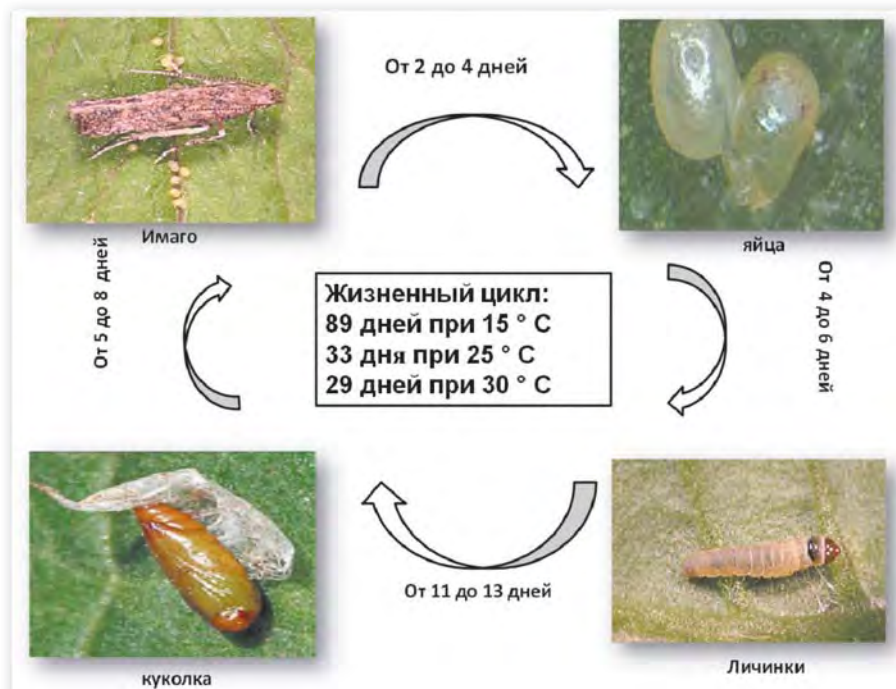 От 2 до 4 дней
Имаго
яйца
От 5 до 8 дней
Жизненный цикл:
89 дней при 15 ° С
33 дня при 25 ° С
29 дней при 30 ° С
От 4 до 6 дней
От 11 до 13 дней
куколка
Личинки